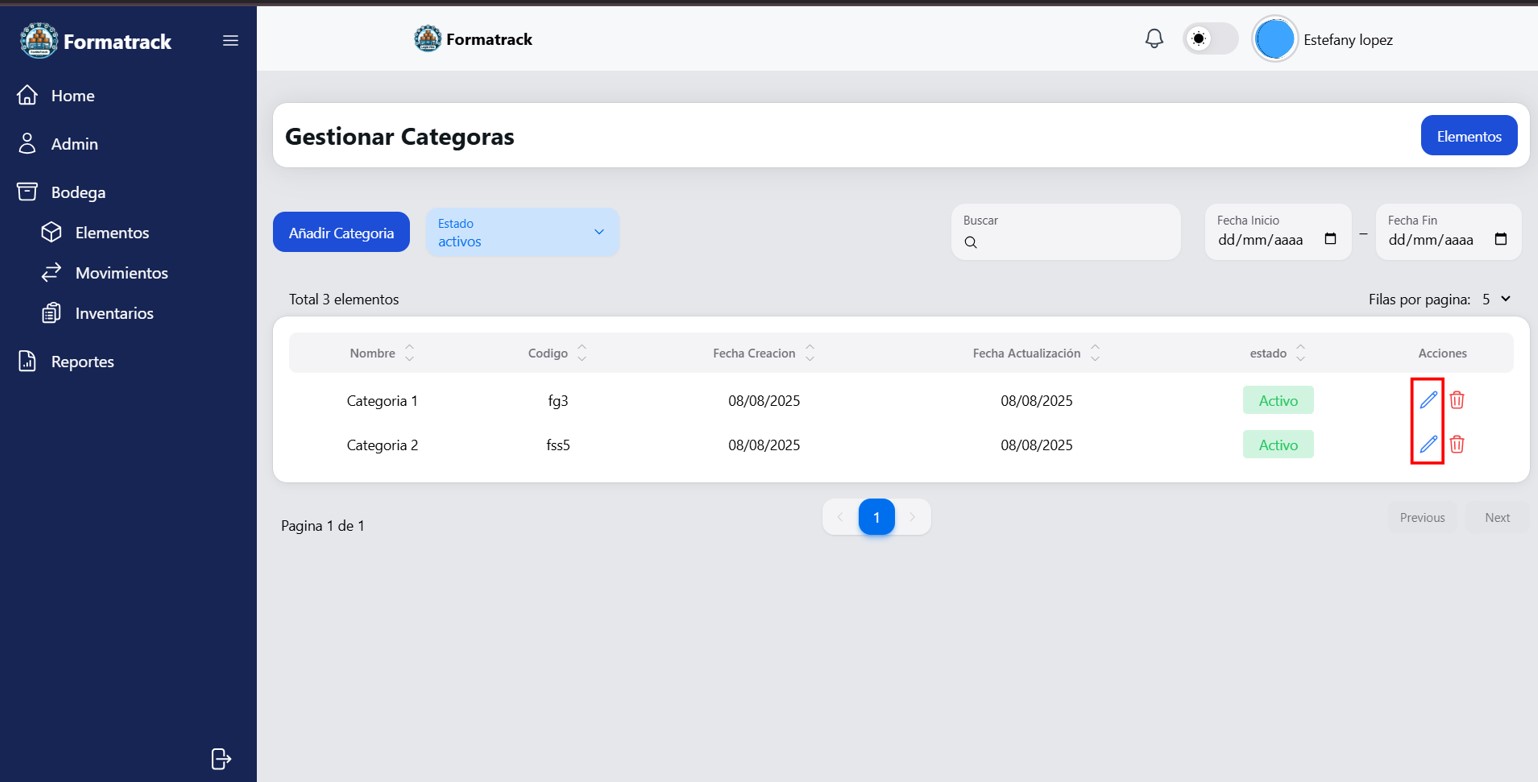 Formatrack
Formatrack
Estefany lopez
Home
Admin
Bodega
Elementos
Movimientos
Inventarios
Reportes
Gestionar Categoras
Elementos
Añadir Categoria
Estado
activos
Buscar
Fecha Inicio
dd/mm/aaaa
–
Fecha Fin
dd/mm/aaaa
Total 3 elementos
Filas por pagina: 5
Nombre Codigo Fecha Creacion Fecha Actualización estado Acciones
Categoria 1 fg3 08/08/2025 08/08/2025 Activo
Categoria 2 fss5 08/08/2025 08/08/2025 Activo
Pagina 1 de 1
1
Previous
Next